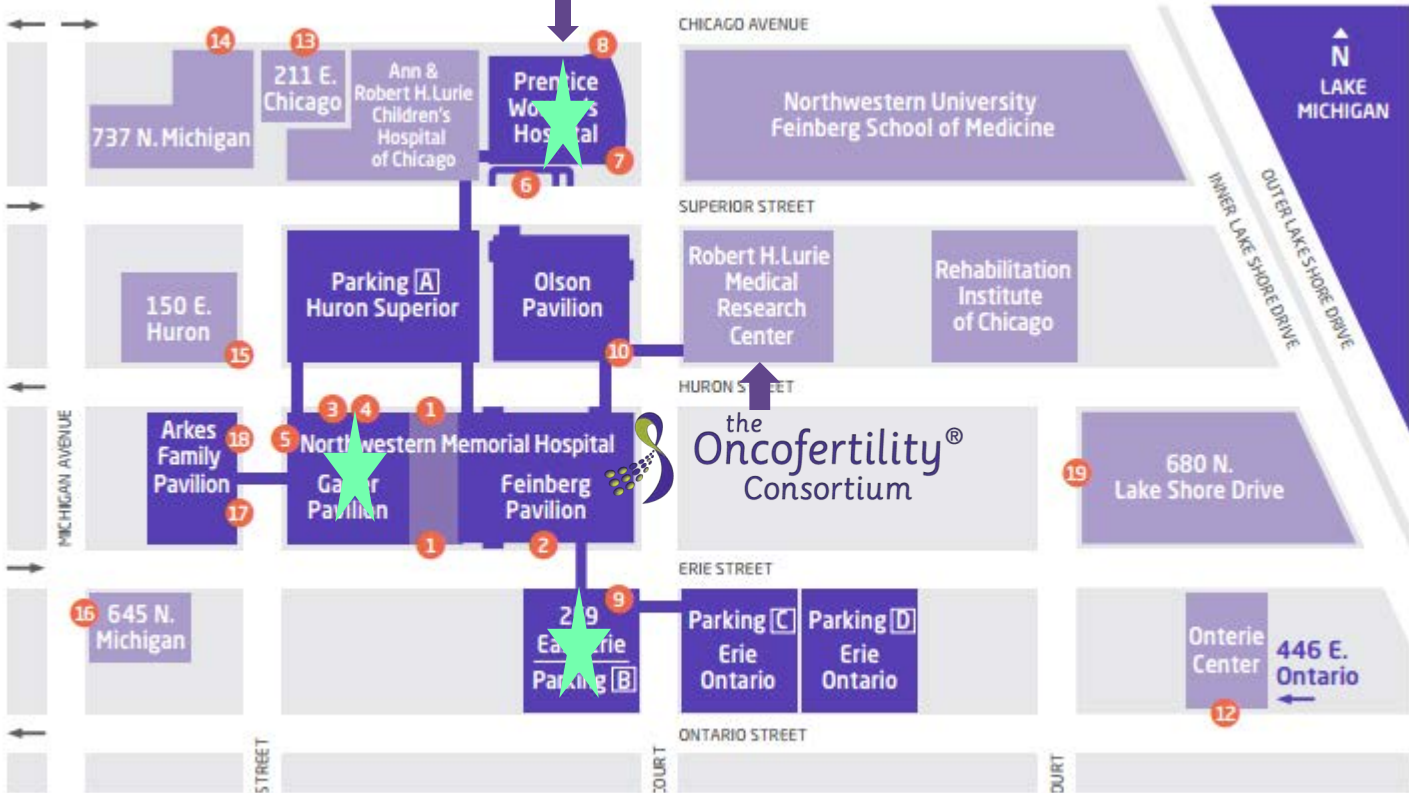 CHICAGO AVENUE
N
LAKE
MICHIGAN
14
13
8
211 E.
Chicago
Ann &
Robert H. Lurie
Children's
Hospital
of Chicago
Hospital
737 N. Michigan
7
6
Northwestern University
Feinberg School of Medicine
INNER LAKE SHORE DRIVE
OUTER LAKE SHORE DRIVE
SUPERIOR STREET
150 E.
Huron
15
Parking A
Huron Superior
Olson
Pavilion
10
Robert H. Lurie
Medical
Research
Center
Rehabilitation
Institute
of Chicago
HURON STREET
MICHIGAN AVENUE
Arkes
Family
Pavilion
18
17
5
3
4
1
Northwestern Memorial Hospital
Pavilion
Feinberg
Pavilion
1
2
the
Oncofertility®
Consortium
19
680 N.
Lake Shore Drive
ERIE STREET
16
645 N.
Michigan
9
Parking B
Parking C
Erie
Ontario
Parking D
Erie
Ontario
Onterie
Center
446 E.
Ontario
12
ONTARIO STREET
STREET
COURT